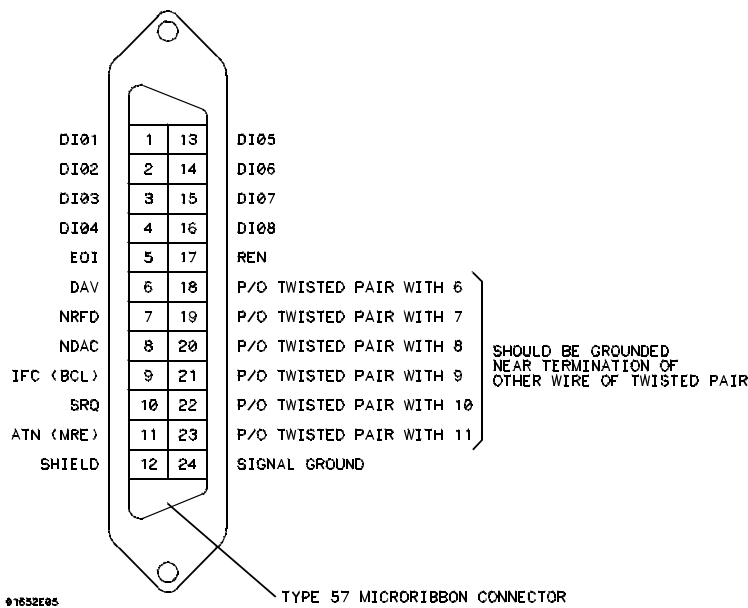 DI01 1 13 DI05
DI02 2 14 DI06
DI03 3 15 DI07
DI04 4 16 DI08
EOI 5 17 REN
DAV 6 18 P/O TWISTED PAIR WITH 6
NRFD 7 19 P/O TWISTED PAIR WITH 7
NDAC 8 20 P/O TWISTED PAIR WITH 8
IFC (BCL) 9 21 P/O TWISTED PAIR WITH 9
SRQ 10 22 P/O TWISTED PAIR WITH 10
ATN (MRE) 11 23 P/O TWISTED PAIR WITH 11
SHIELD 12 24 SIGNAL GROUND
SHOULD BE GROUNDED
NEAR TERMINATION OF
OTHER WIRE OF TWISTED PAIR
TYPE 57 MICRORIBBON CONNECTOR
01652E05